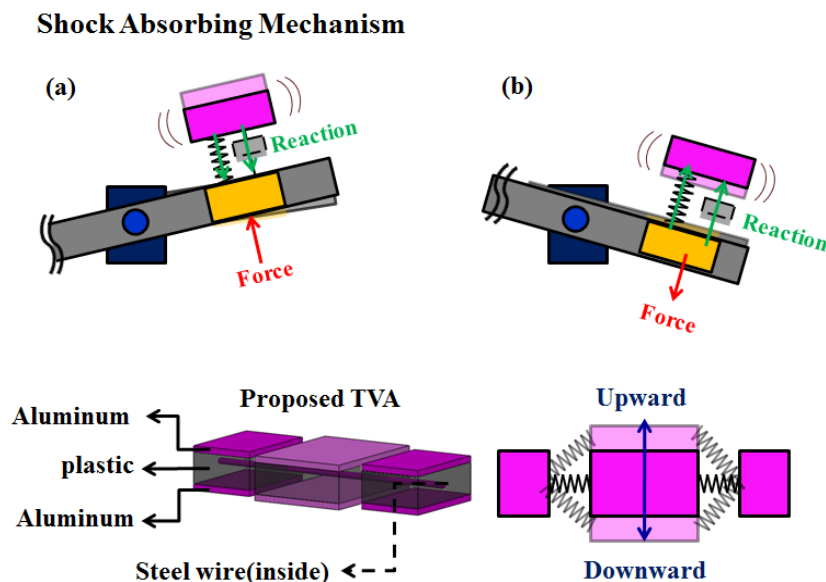 Shock Absorbing Mechanism
(a)
(b)
Reaction
Force
Reaction
Force
Proposed TVA
Aluminum
plastic
Aluminum
Steel wire(inside)
Upward
Downward